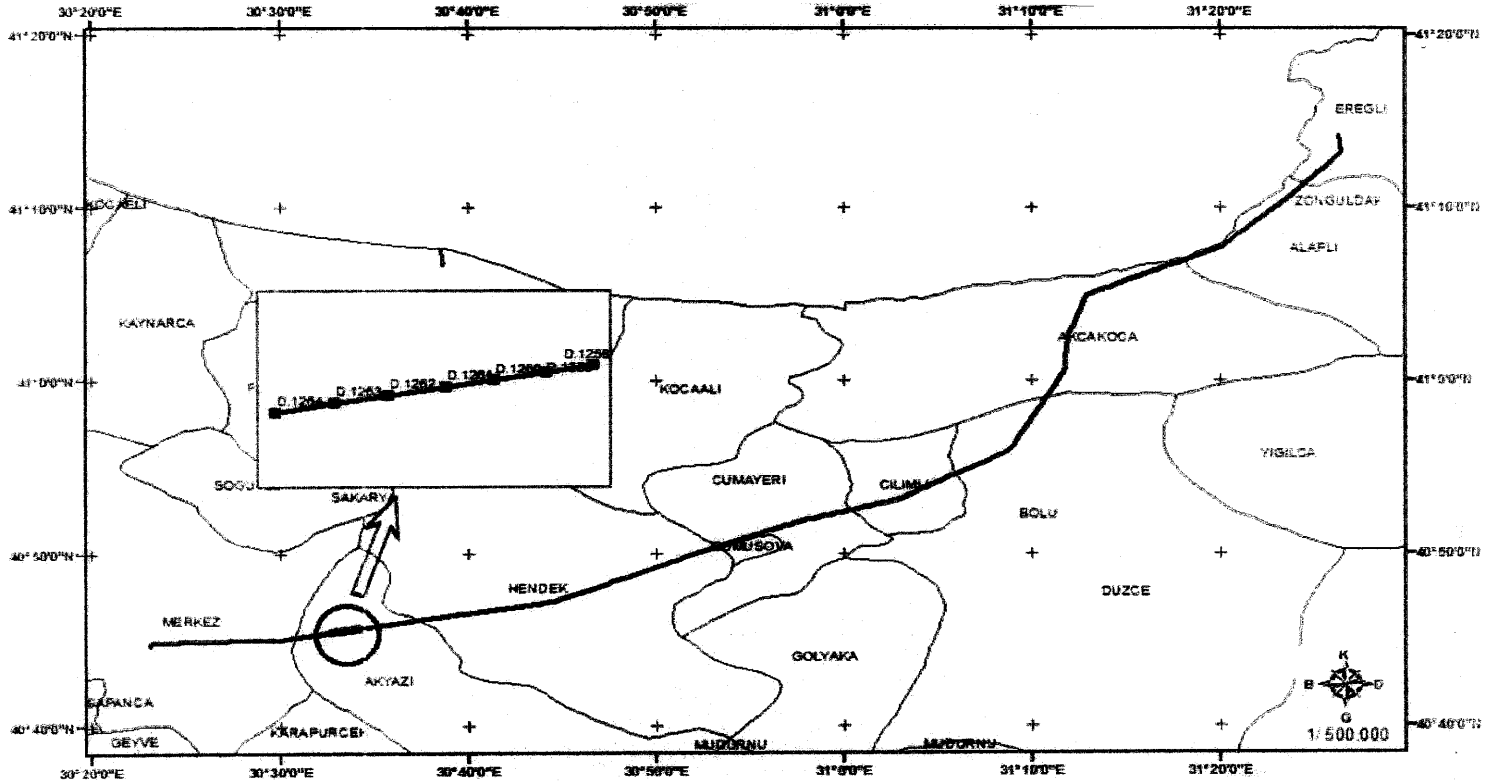 30°20'0"E 30°30'0"E 30°40'0"E 30°50'0"E 31°0'0"E 31°10'0"E 31°20'0"E
41°20'0"N 41°20'0"N
EREGLI
KOCAELI
41°10'0"N 41°10'0"N
ZONGULDAK
ALAPLI
KAYNARCA
AKCAKOCA
D.1264 D.1263 D.1262 D.1261
41°0'0"N 41°0'0"N
KOCAALI
YIGILCA
CUMAYERI
CILIMLI
SAKARY
BOLU
40°50'0"N 40°50'0"N
GUMUSOVA
HENDEK
DUZCE
MERKEZ
GOLYAKA
K
B D
G
AKYAZI
SAPANCA
40°40'0"N 40°40'0"N
KARAPURCEK
1/500.000
GEYVE
MUDURNU MUDURNU
30°20'0"E 30°30'0"E 30°40'0"E 30°50'0"E 31°0'0"E 31°10'0"E 31°20'0"E